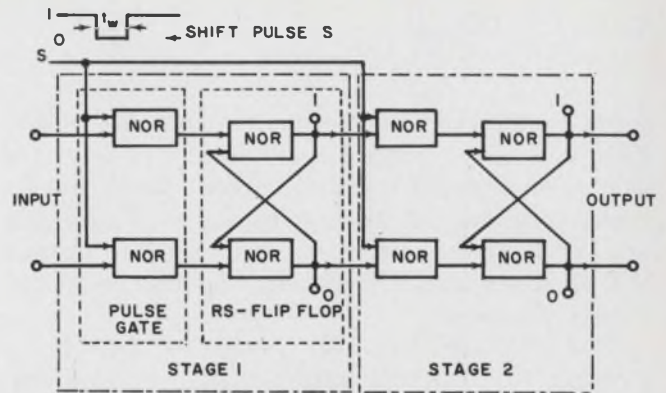 1 tw
0 SHIFT PULSE S
S
NOR NOR 1 NOR NOR 1
INPUT OUTPUT
NOR NOR NOR NOR
0 0
PULSE GATE
RS-FLIP FLOP
STAGE 1
STAGE 2